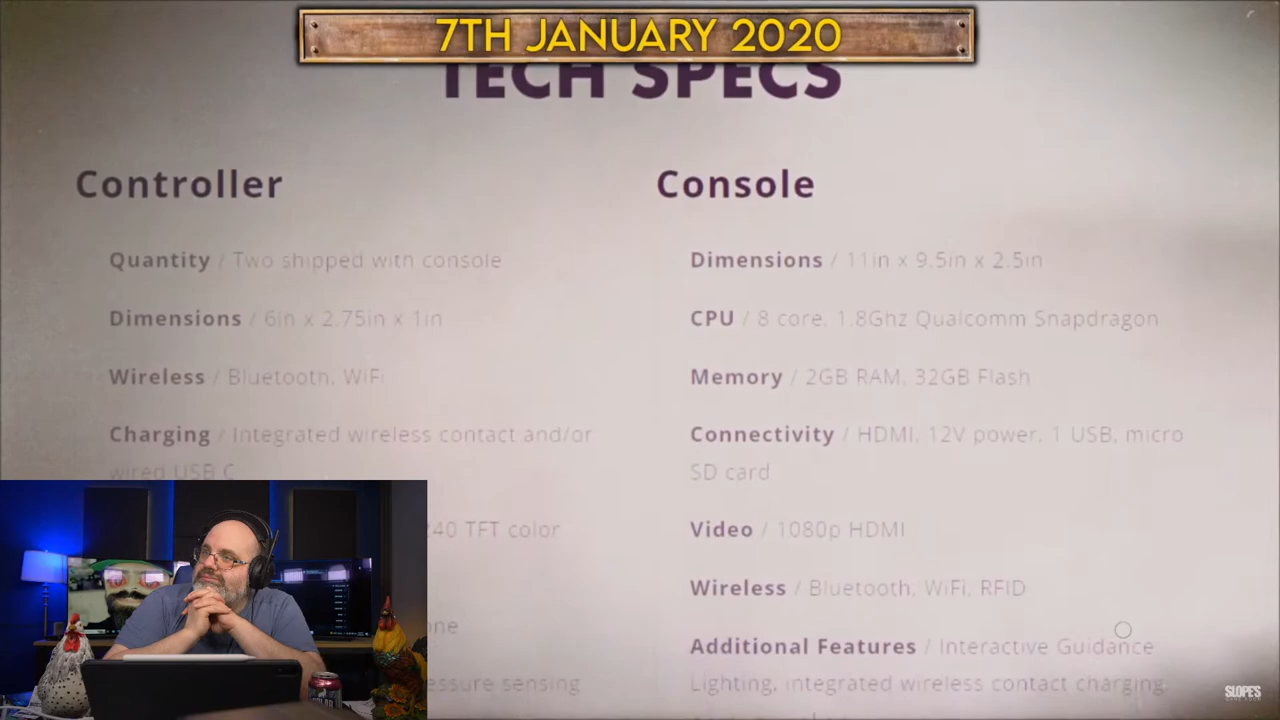 7TH JANUARY 2020
TECH SPECS
Controller
Quantity / Two shipped with console
Dimensions / 6in x 2.75in x 1in
Wireless / Bluetooth, WiFi
Charging / Integrated wireless contact and/or
wired USB C
240 TFT color
essure sensing
Console
Dimensions / 11in x 9.5in x 2.5in
CPU / 8 core, 1.8Ghz Qualcomm Snapdragon
Memory / 2GB RAM, 32GB Flash
Connectivity / HDMI, 12V power, 1 USB, micro
SD card
Video / 1080p HDMI
Wireless / Bluetooth, WiFi, RFID
Additional Features / Interactive Guidance
Lighting, integrated wireless contact charging
SLOPE'S